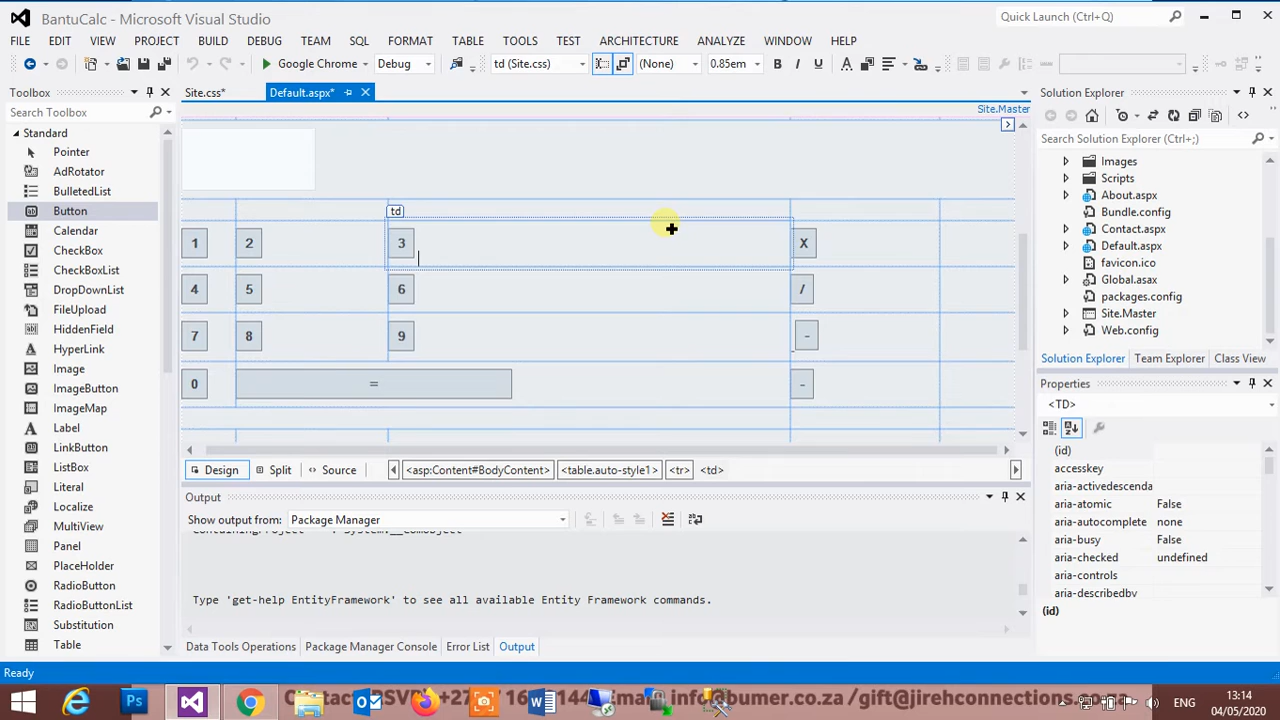 BantuCalc - Microsoft Visual Studio
Quick Launch (Ctrl+Q)
FILE EDIT VIEW PROJECT BUILD DEBUG TEAM SQL FORMAT TABLE TOOLS TEST ARCHITECTURE ANALYZE WINDOW HELP
Google Chrome Debug td (Site.css) (None) 0.85em B I U A
Toolbox
Search Toolbox
Standard
Pointer
AdRotator
BulletedList
Button
Calendar
CheckBox
CheckBoxList
DropDownList
FileUpload
HiddenField
HyperLink
Image
ImageButton
ImageMap
Label
LinkButton
ListBox
Literal
Localize
MultiView
Panel
PlaceHolder
RadioButton
RadioButtonList
Substitution
Table
Site.css* Default.aspx*
Site.Master
td
1 2 3 X
4 5 6 /
7 8 9 -
0 = -
Design Split Source <asp:Content#BodyContent> <table.auto-style1> <tr> <td>
Output
Show output from: Package Manager
Type 'get-help EntityFramework' to see all available Entity Framework commands.
Data Tools Operations Package Manager Console Error List Output
Solution Explorer
Search Solution Explorer (Ctrl+;)
Images
Scripts
About.aspx
Bundle.config
Contact.aspx
Default.aspx
favicon.ico
Global.asax
packages.config
Site.Master
Web.config
Solution Explorer Team Explorer Class View
Properties
<TD>
(id)
accesskey
aria-activedescenda
aria-atomic False
aria-autocomplete none
aria-busy False
aria-checked undefined
aria-controls
aria-describedby
(id)
Ready
ENG
13:14
04/05/2020